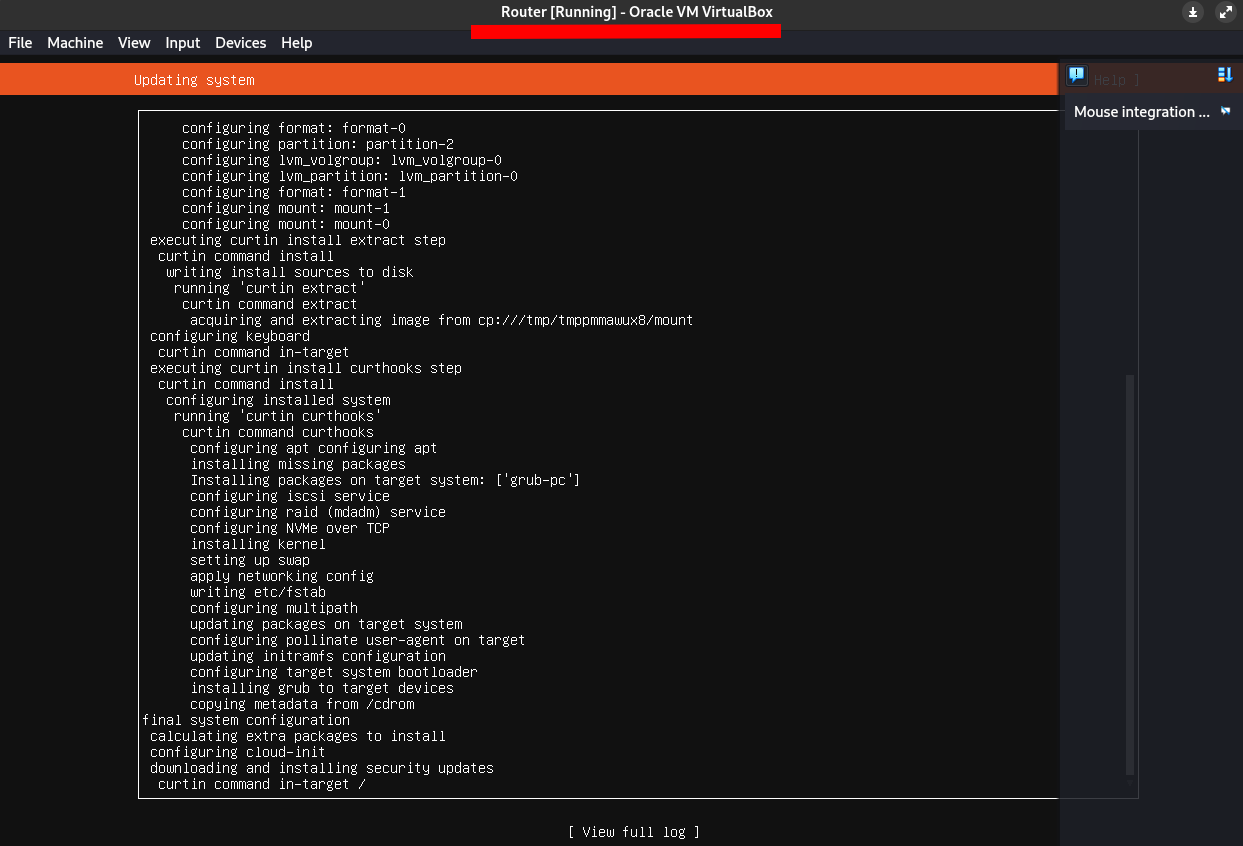 Router [Running] - Oracle VM VirtualBox
File Machine View Input Devices Help
Updating system
Help ]
Mouse integration ...
configuring format: format-0
configuring partition: partition-2
configuring lvm_volgroup: lvm_volgroup-0
configuring lvm_partition: lvm_partition-0
configuring format: format-1
configuring mount: mount-1
configuring mount: mount-0
executing curtin install extract step
curtin command install
writing install sources to disk
running 'curtin extract'
curtin command extract
acquiring and extracting image from cp:///tmp/tmppmmawux8/mount
configuring keyboard
curtin command in-target
executing curtin install curthooks step
curtin command install
configuring installed system
running 'curtin curthooks'
curtin command curthooks
configuring apt configuring apt
installing missing packages
Installing packages on target system: ['grub-pc']
configuring iscsi service
configuring raid (mdadm) service
configuring NVMe over TCP
installing kernel
setting up swap
apply networking config
writing etc/fstab
configuring multipath
updating packages on target system
configuring pollinate user-agent on target
updating initramfs configuration
configuring target system bootloader
installing grub to target devices
copying metadata from /cdrom
final system configuration
calculating extra packages to install
configuring cloud-init
downloading and installing security updates
curtin command in-target /
[ View full log ]